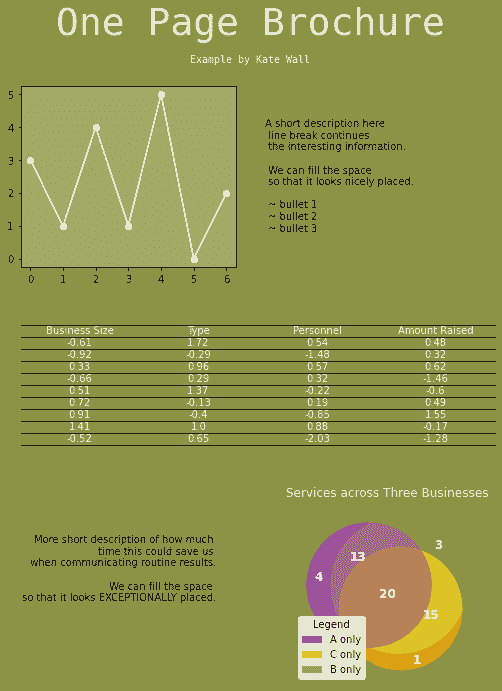 One Page Brochure
Example by Kate Wall
5
4
3
2
1
0
0 1 2 3 4 5 6
A short description here
line break continues
the interesting information.
We can fill the space
so that it looks nicely placed.
~ bullet 1
~ bullet 2
~ bullet 3
Business Size Type Personnel Amount Raised
-0.61 1.72 0.54 0.48
-0.92 -0.29 -1.48 0.32
0.33 0.96 0.57 0.62
-0.66 0.29 0.32 -1.46
0.51 1.37 -0.22 -0.6
0.72 -0.13 0.19 0.49
0.91 -0.4 -0.85 1.55
1.41 1.0 0.88 -0.17
-0.52 0.65 -2.03 -1.28
More short description of how much
time this could save us
when communicating routine results.
We can fill the space
so that it looks EXCEPTIONALLY placed.
Services across Three Businesses
3
13
4
20
15
1
Legend
A only
C only
B only